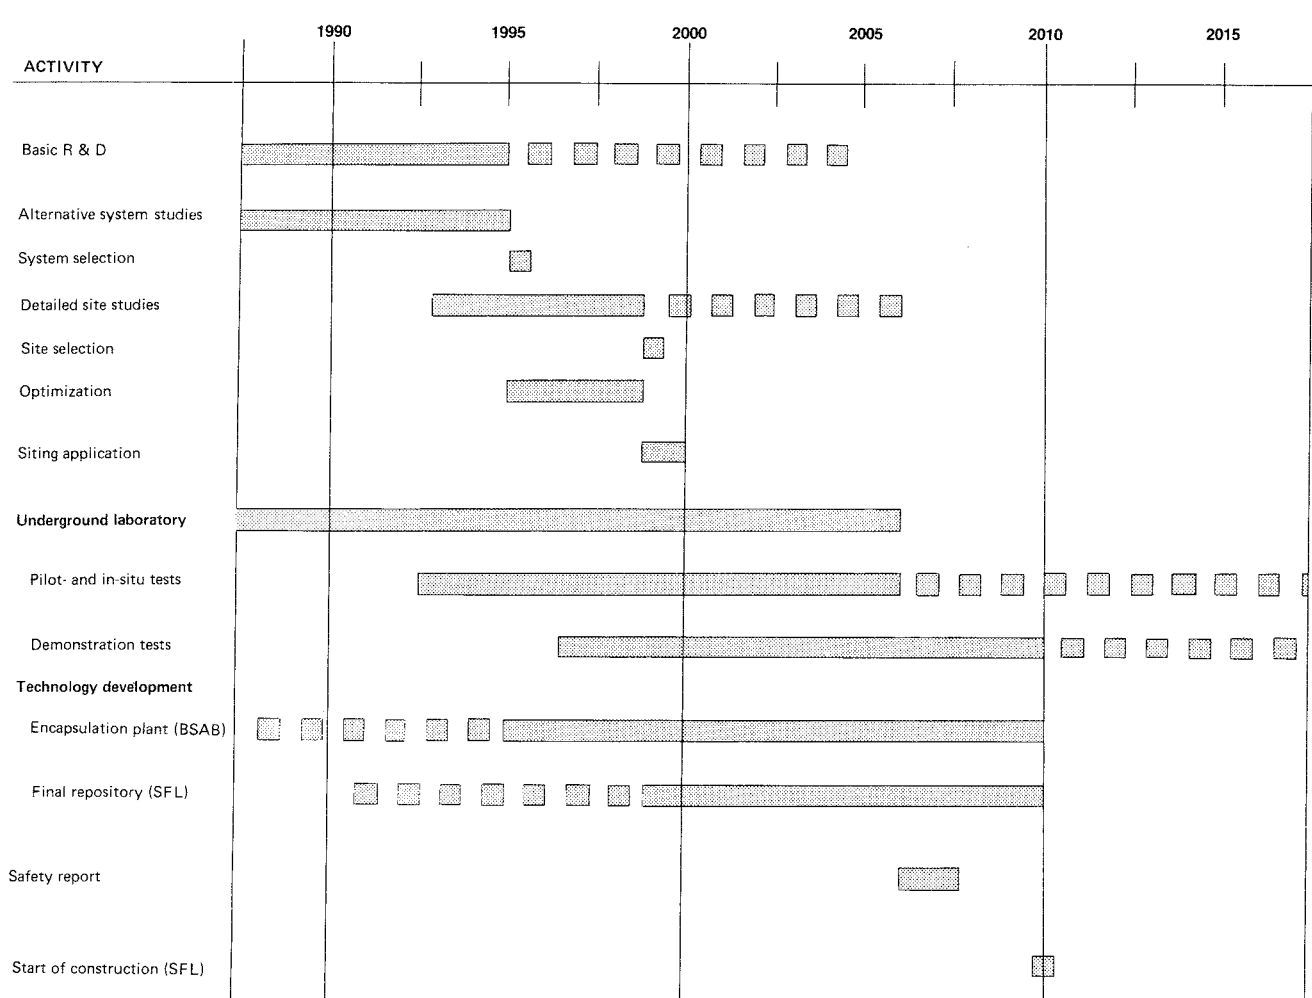 1990 1995 2000 2005 2010 2015
ACTIVITY
Basic R & D
Alternative system studies
System selection
Detailed site studies
Site selection
Optimization
Siting application
Underground laboratory
Pilot- and in-situ tests
Demonstration tests
Technology development
Encapsulation plant (BSAB)
Final repository (SFL)
Safety report
Start of construction (SFL)